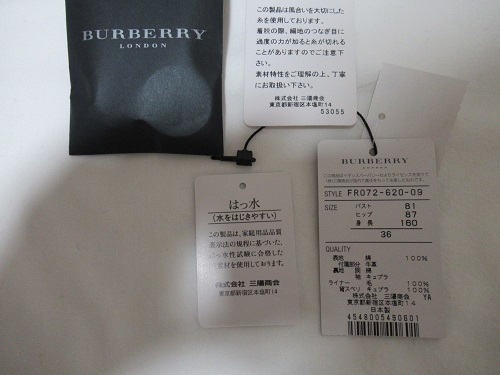 BURBERRY
LONDON
この製品は風合いを大切にした
糸を使用しております。
着脱の際、編地のつなぎ目に
過度の力が加ると糸が切れる
ことがありますのでご注意
下さい。
素材特性をご理解の上、丁寧
にお取扱い下さい。
株式会社 三陽商会
東京都新宿区本塩町14
53055
はっ水
(水をはじきやすい)
この製品は、家庭用品品質
表示法の規程に基づいた、
はっ水性試験に合格した
素材を使用しております。
株式会社 三陽商会
東京都新宿区本塩町14
BURBERRY
STYLE FR072-620-09
SIZE バスト 81
ヒップ 87
身長 160
36
QUALITY
表地 綿 100%
付属部分 牛革
裏地 胴 綿
袖 キュプラ
ライナー 毛 100%
肩スベリ キュプラ 100%
株式会社 三陽商会 YA
東京都新宿区本塩町14
日本製
4548005490601